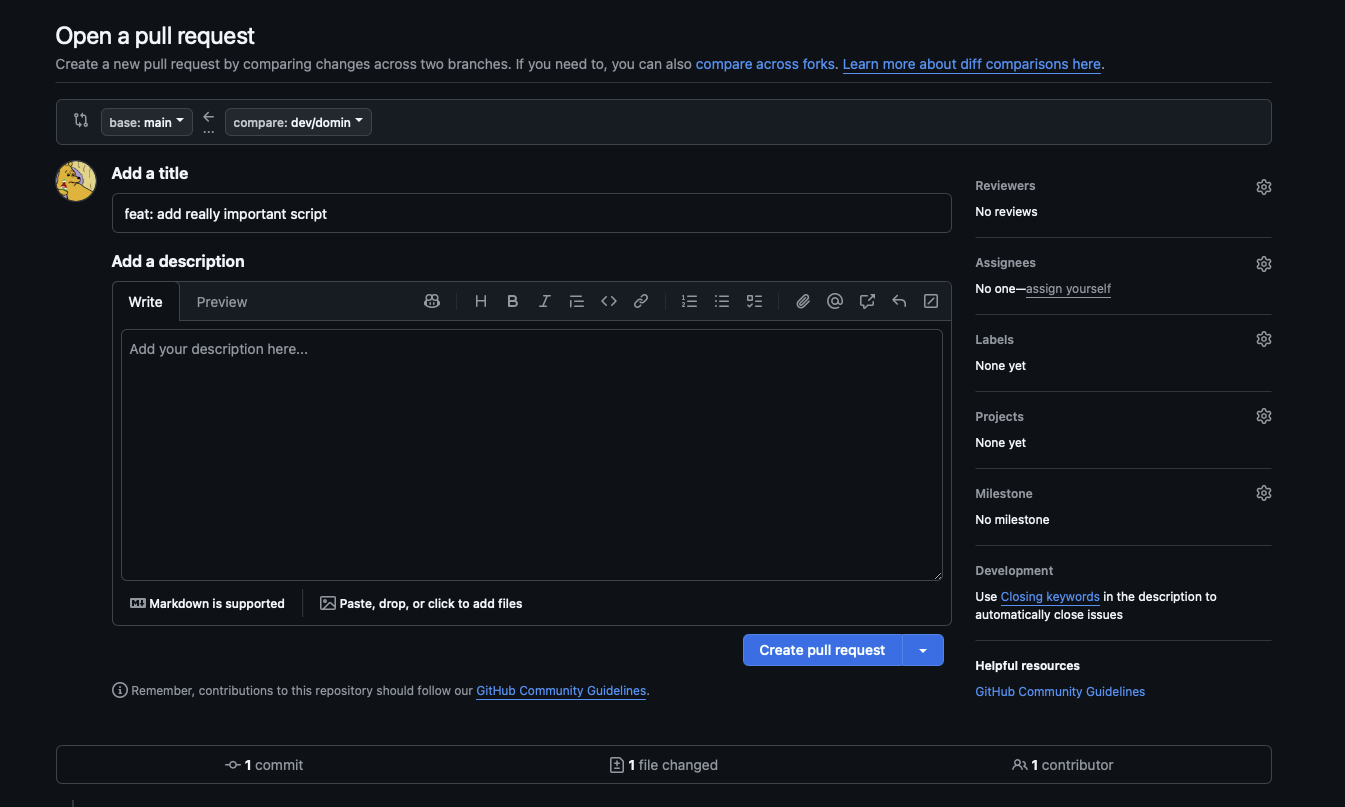 Open a pull request
Create a new pull request by comparing changes across two branches. If you need to, you can also compare across forks. Learn more about diff comparisons here.
base: main
...
compare: dev/domin
Add a title
feat: add really important script
Add a description
Write
Preview
Add your description here...
Markdown is supported
Paste, drop, or click to add files
Create pull request
Remember, contributions to this repository should follow our GitHub Community Guidelines.
Reviewers
No reviews
Assignees
No one—assign yourself
Labels
None yet
Projects
None yet
Milestone
No milestone
Development
Use Closing keywords in the description to
automatically close issues
Helpful resources
GitHub Community Guidelines
1 commit
1 file changed
1 contributor